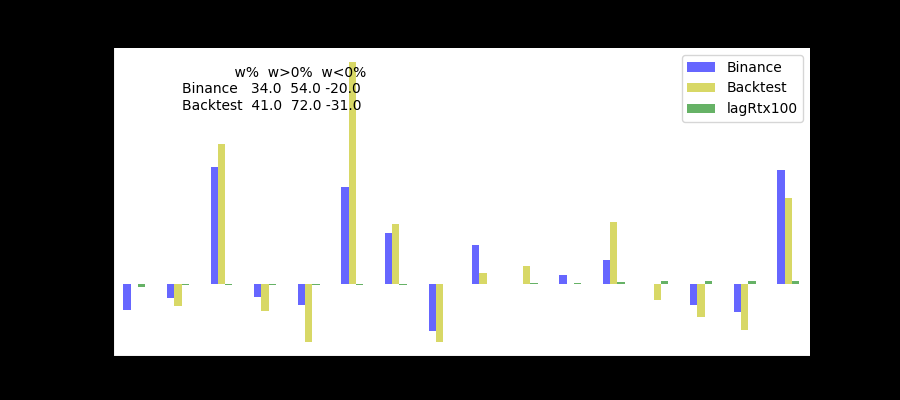 w% w>0% w<0%
Binance 34.0 54.0 -20.0
Backtest 41.0 72.0 -31.0
Binance
Backtest
lagRtx100